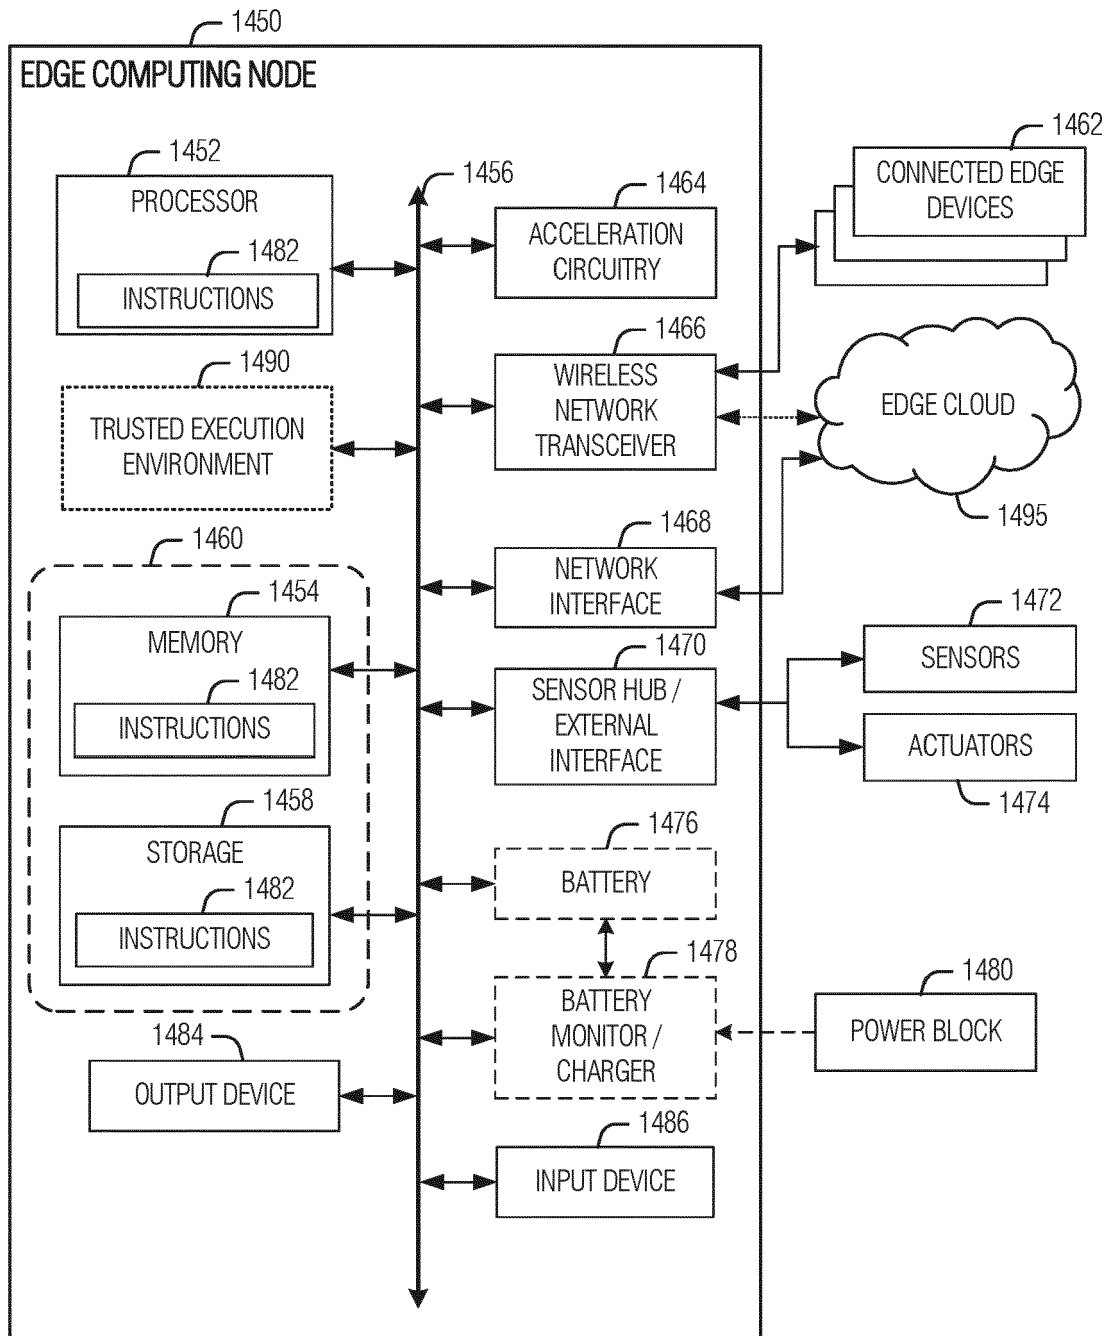 1450
EDGE COMPUTING NODE
1452
PROCESSOR
1482
INSTRUCTIONS
1490
TRUSTED EXECUTION
ENVIRONMENT
1460
1454
MEMORY
1482
INSTRUCTIONS
1458
STORAGE
1482
INSTRUCTIONS
1484
OUTPUT DEVICE
1456
1464
ACCELERATION
CIRCUITRY
1466
WIRELESS
NETWORK
TRANSCEIVER
1468
NETWORK
INTERFACE
1470
SENSOR HUB /
EXTERNAL
INTERFACE
1476
BATTERY
1478
BATTERY
MONITOR /
CHARGER
1486
INPUT DEVICE
1462
CONNECTED EDGE
DEVICES
EDGE CLOUD
1495
1472
SENSORS
ACTUATORS
1474
1480
POWER BLOCK